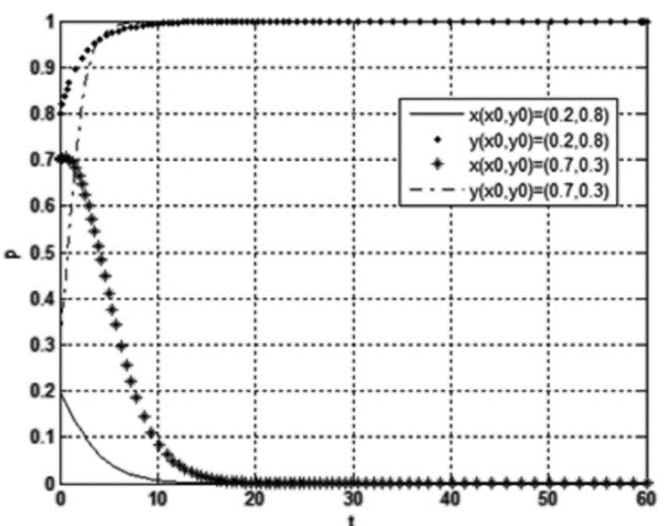 1
0.9
0.8
0.7
0.6
0.5
0.4
0.3
0.2
0.1
0
p
x(x0,y0)=(0.2,0.8)
y(x0,y0)=(0.2,0.8)
x(x0,y0)=(0.7,0.3)
y(x0,y0)=(0.7,0.3)
0 10 20 30 40 50 60
t